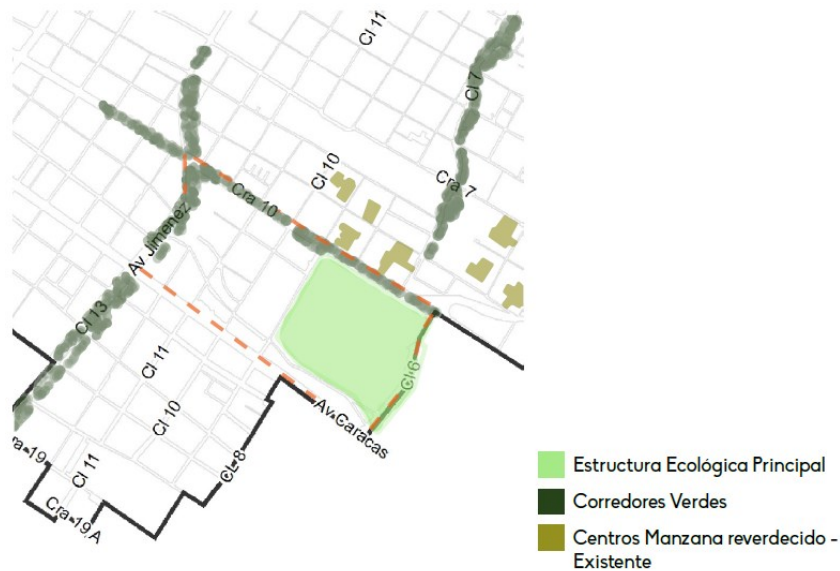 Cl 11
Cl 7
Cl 10
Cra 7
Cra 10
Av Jimenez
Cl 13
Cl 11
Cl 6
Cl 10
Av. Caracas
Cra 19
Cl 11
CL 8
Cra 19 A
Estructura Ecológica Principal
Corredores Verdes
Centros Manzana reverdecido -
Existente